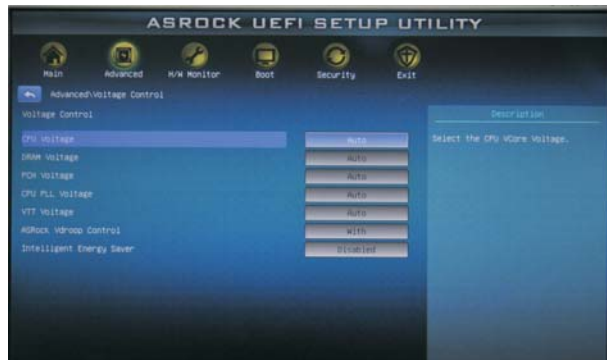 ASROCK UEFI SETUP UTILITY
Main Advanced H/W Monitor Boot Security Exit
Advanced\Voltage Control
Voltage Control
Description
CPU Voltage Auto
Select the CPU VCore Voltage.
DRAM Voltage Auto
PCH Voltage Auto
CPU PLL Voltage Auto
VTT Voltage Auto
ASRock Vdroop Control With
Intelligent Energy Saver Disabled